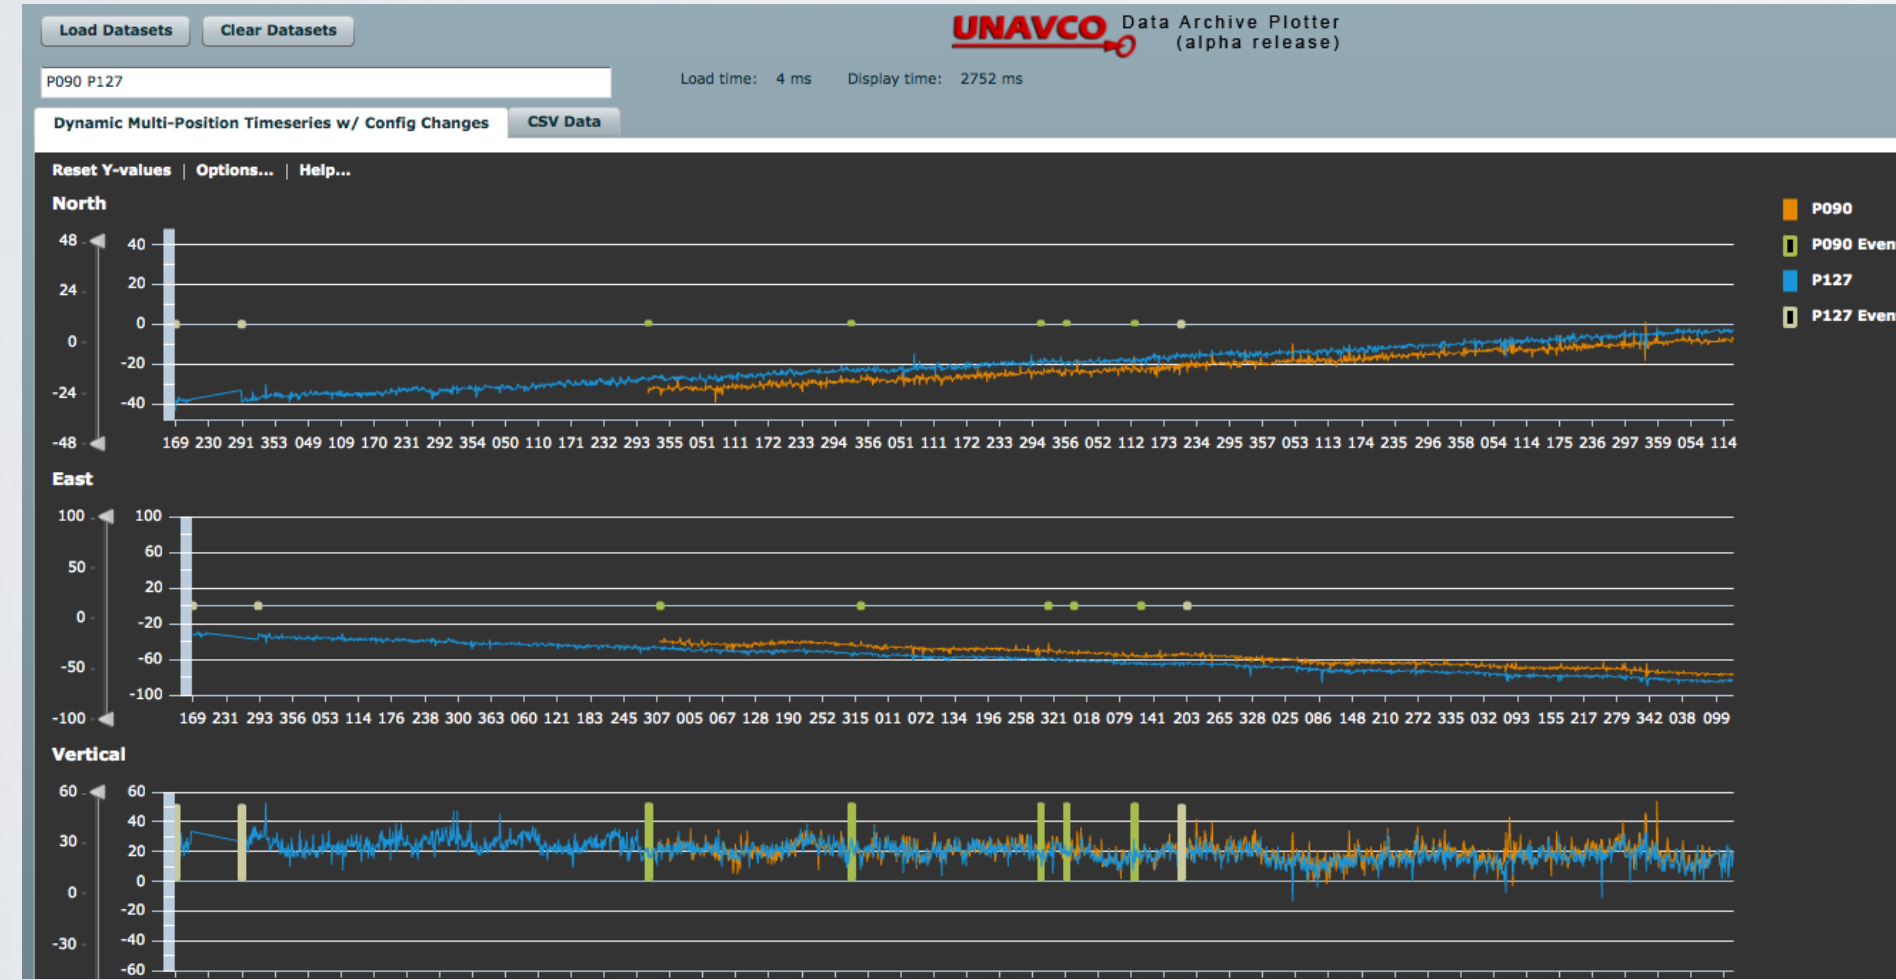 Load Datasets Clear Datasets
UNAVCO Data Archive Plotter
(alpha release)
P090 P127
Load time: 4 ms Display time: 2752 ms
Dynamic Multi-Position Timeseries w/ Config Changes CSV Data
Reset Y-values | Options... | Help...
North
48
24
0
-24
-48
40
20
0
-20
-40
169 230 291 353 049 109 170 231 292 354 050 110 171 232 293 355 051 111 172 233 294 356 051 111 172 233 294 356 052 112 173 234 295 357 053 113 174 235 296 358 054 114 175 236 297 359 054 114
P090
P090 Even
P127
P127 Even
East
100
50
0
-50
-100
100
60
20
-20
-60
-100
169 231 293 356 053 114 176 238 300 363 060 121 183 245 307 005 067 128 190 252 315 011 072 134 196 258 321 018 079 141 203 265 328 025 086 148 210 272 335 032 093 155 217 279 342 038 099
Vertical
60
30
0
-30
60
40
20
0
-20
-40
-60